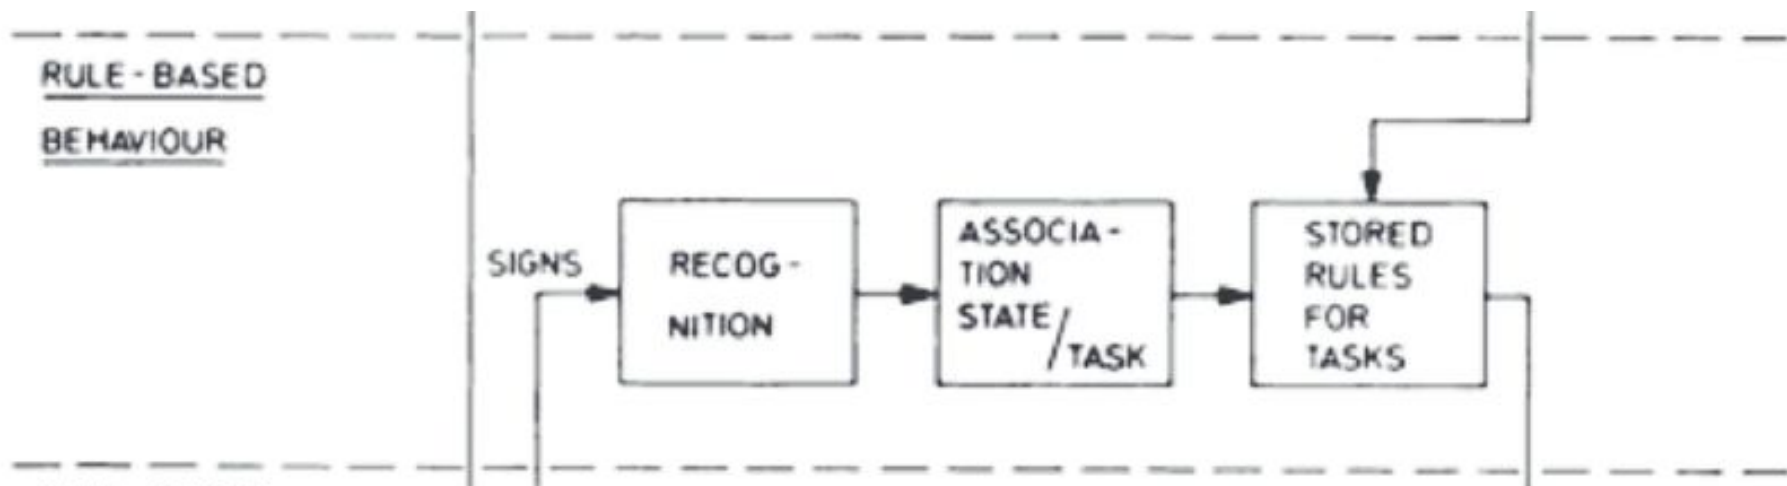 RULE-BASED
BEHAVIOUR
SIGNS
RECOG-
NITION
ASSOCIA-
TION
STATE/
TASK
STORED
RULES
FOR
TASKS